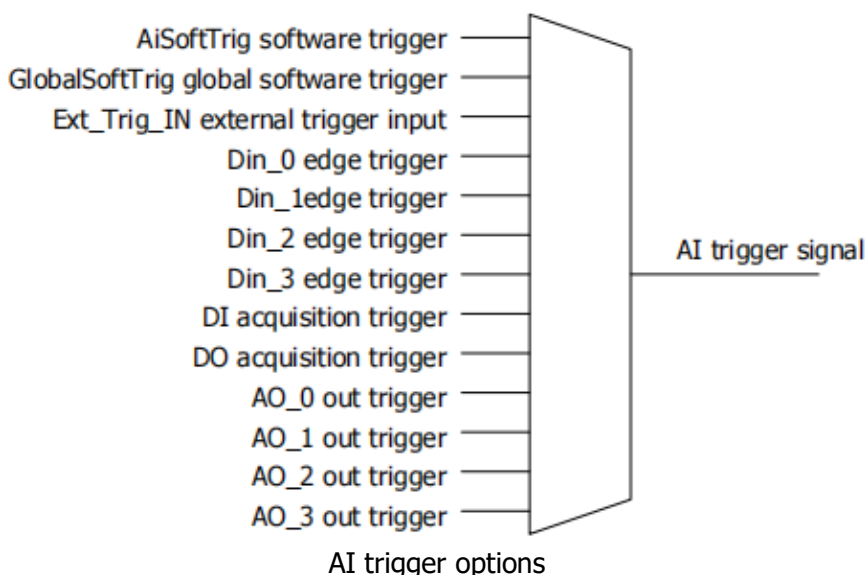 AiSoftTrig software trigger
GlobalSoftTrig global software trigger
Ext_Trig_IN external trigger input
Din_0 edge trigger
Din_1edge trigger
Din_2 edge trigger
Din_3 edge trigger
AI trigger signal
DI acquisition trigger
DO acquisition trigger
AO_0 out trigger
AO_1 out trigger
AO_2 out trigger
AO_3 out trigger
AI trigger options